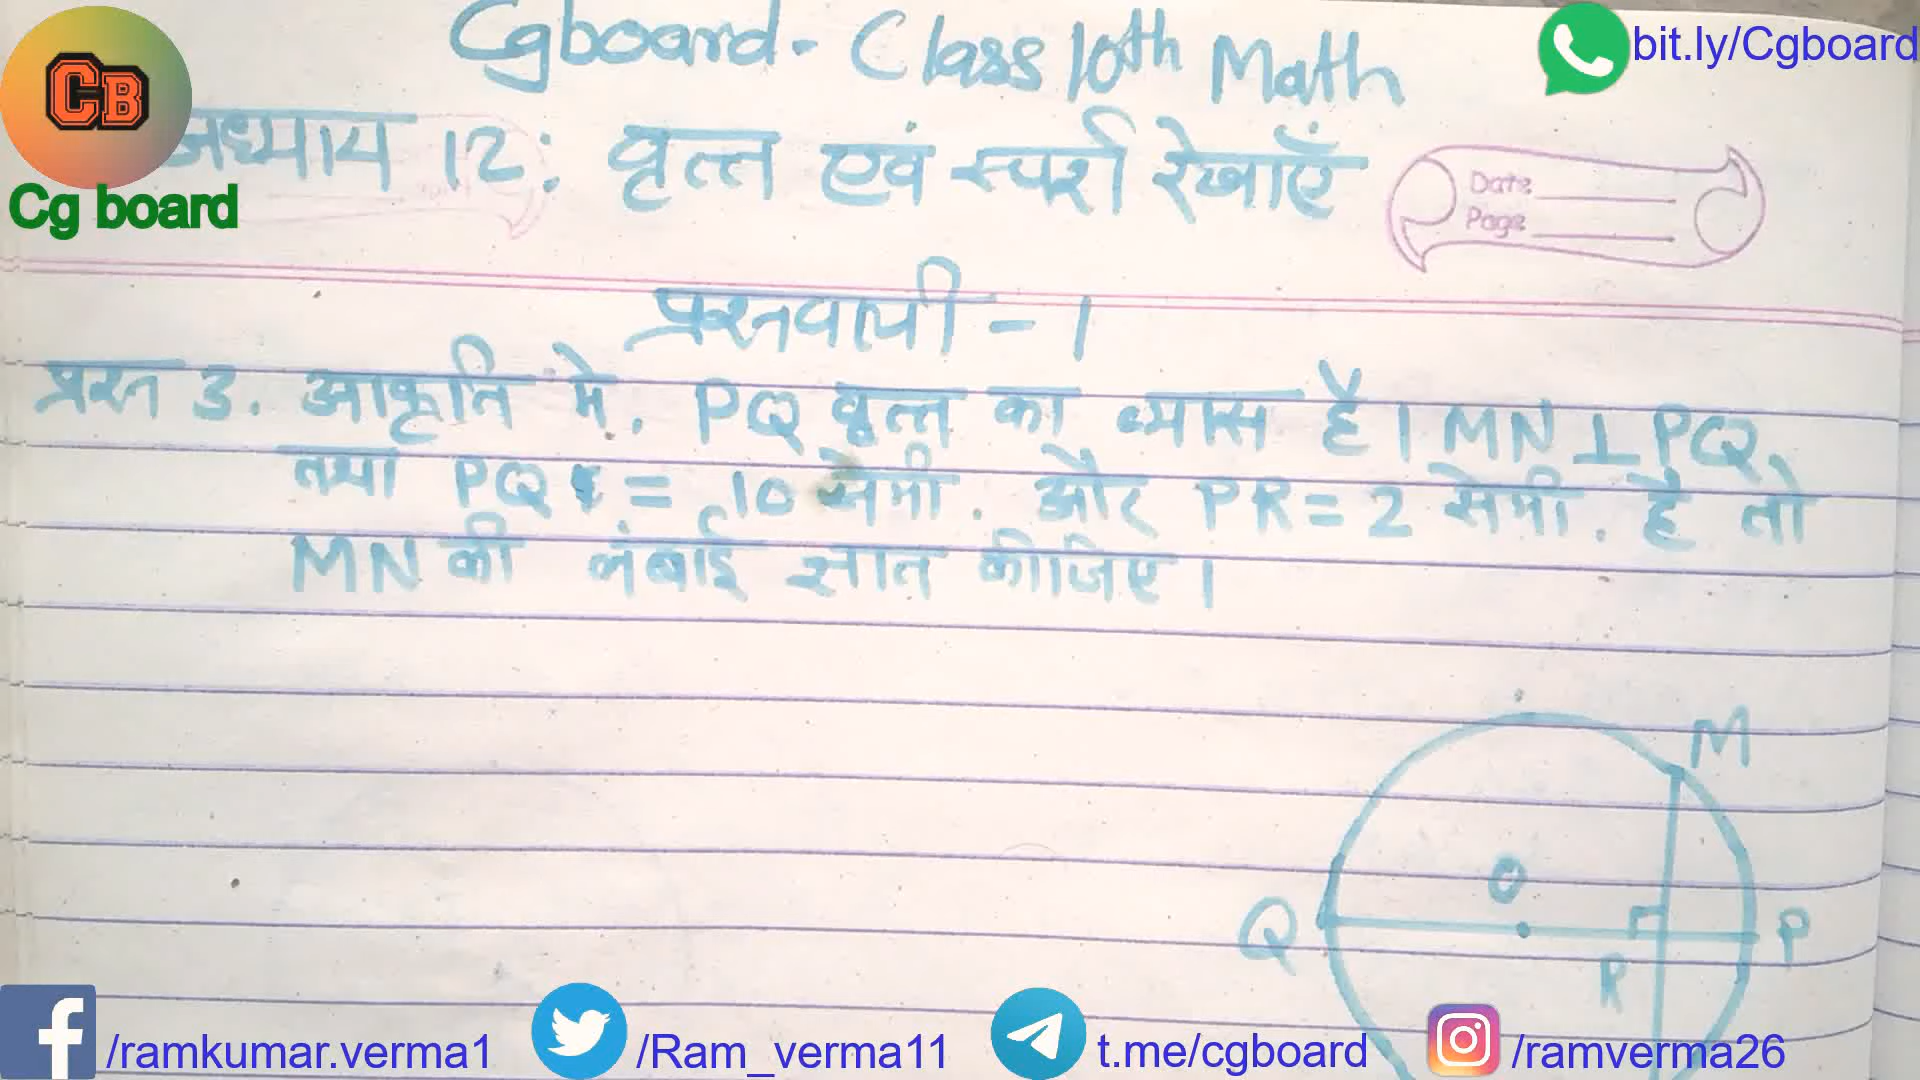 Cgboard - Class 10th Math
bit.ly/Cgboard
CB
Cg board
अध्याय 12: वृत्त एवं स्पर्श रेखाएँ
Date
Page
प्रश्नवाली - 1
प्रश्न 3. आकृति मे. PQ वृत्त का व्यास है। MN ⊥ PQ
तथा PQ = 10 सेमी. और PR = 2 सेमी. है तो
MN की लंबाई ज्ञात कीजिए।
M
O
Q
P
R
/ramkumar.verma1
/Ram_verma11
t.me/cgboard
/ramverma26